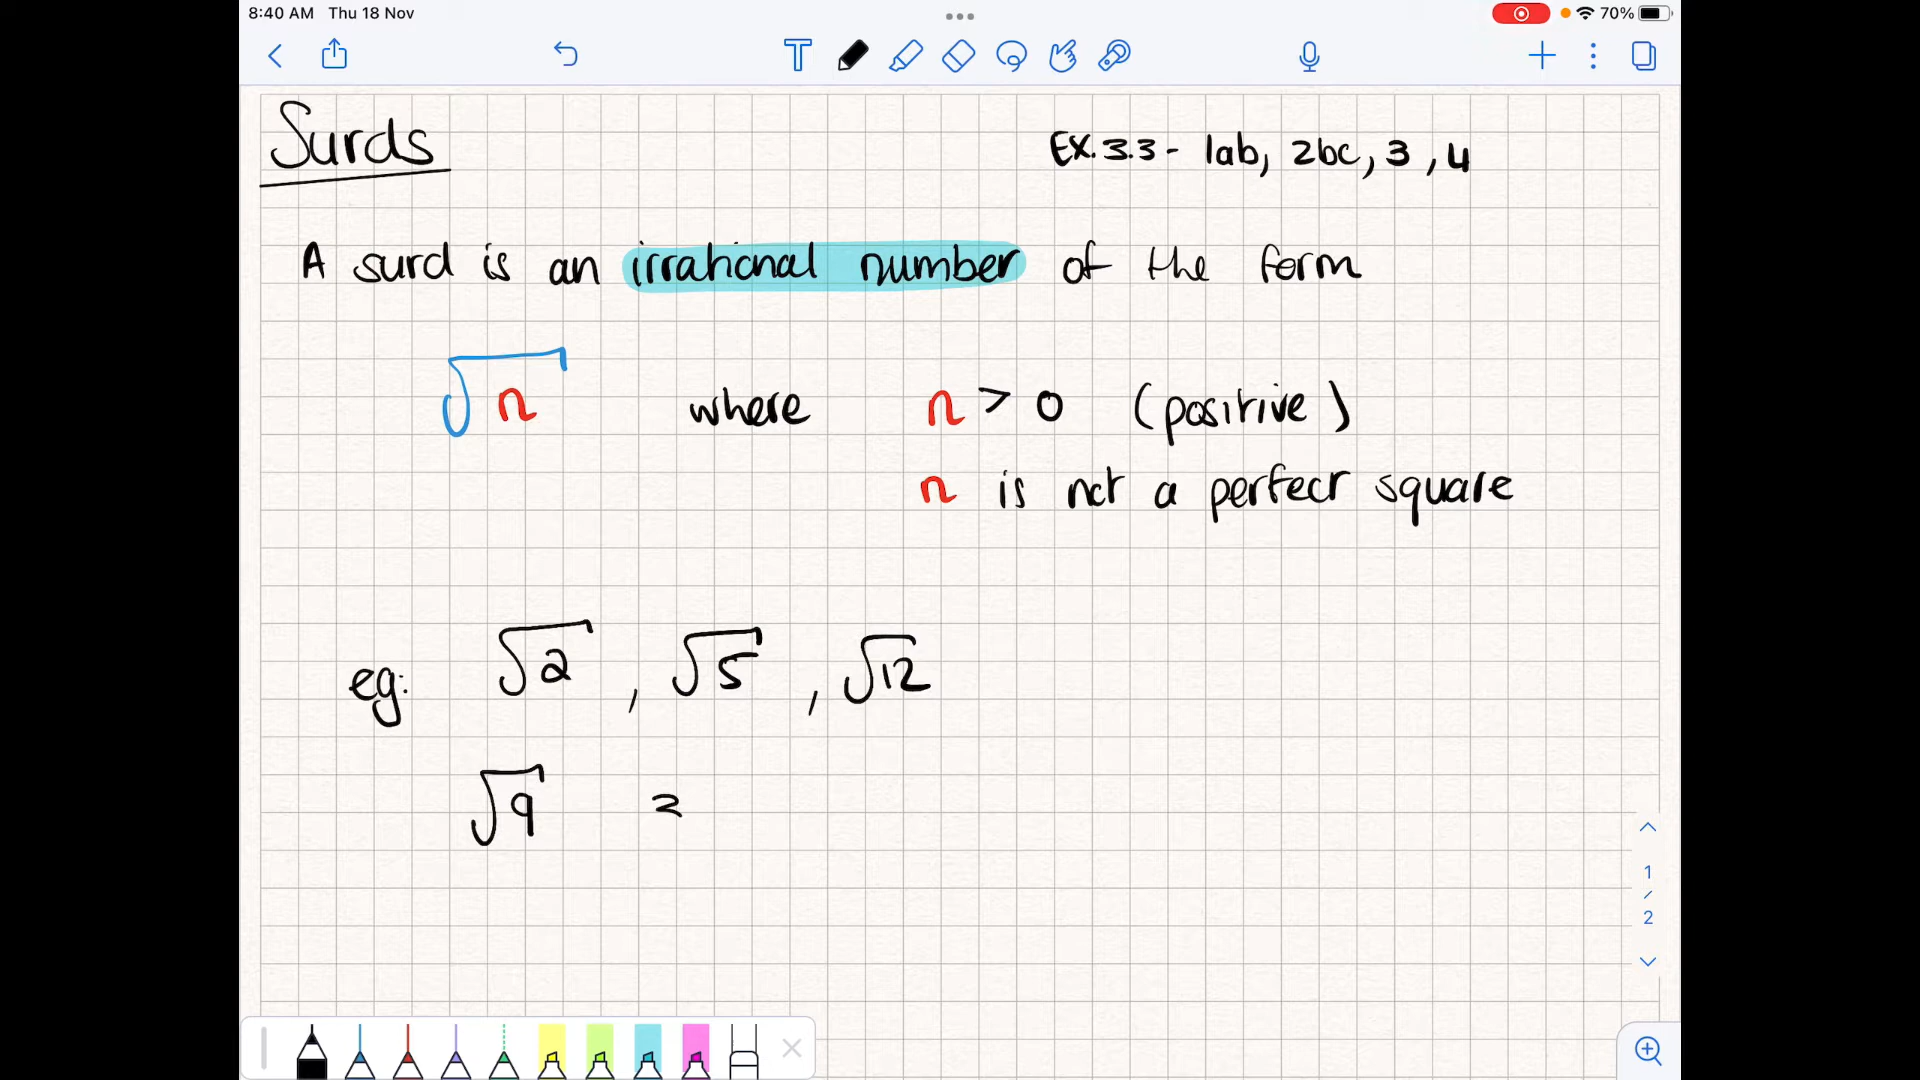 8:40 AM Thu 18 Nov
70%
Surds
EX.3.3 - 1ab, 2bc, 3, 4
A surd is an irrational number of the form
√n where n > 0 (positive)
n is not a perfect square
eg: √2, √5, √12
√9 =
1
/
2